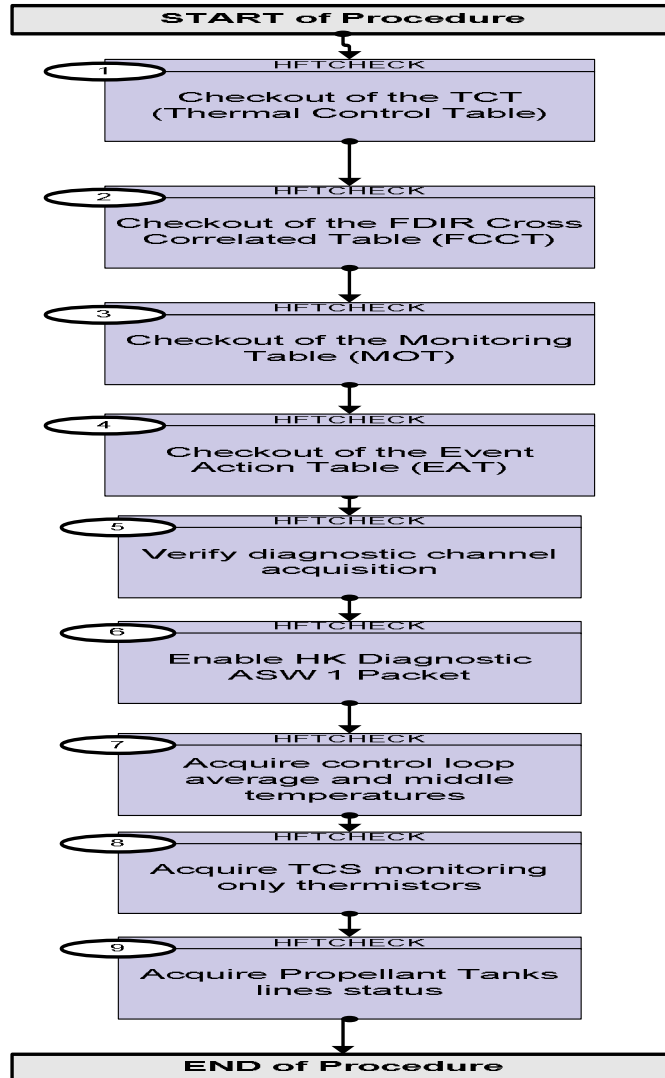 START of Procedure
1
HFTCHECK
Checkout of the TCT
(Thermal Control Table)
2
HFTCHECK
Checkout of the FDIR Cross
Correlated Table (FCCT)
3
HFTCHECK
Checkout of the Monitoring
Table (MOT)
4
HFTCHECK
Checkout of the Event
Action Table (EAT)
5
HFTCHECK
Verify diagnostic channel
acquisition
6
HFTCHECK
Enable HK Diagnostic
ASW 1 Packet
7
HFTCHECK
Acquire control loop
average and middle
temperatures
8
HFTCHECK
Acquire TCS monitoring
only thermistors
9
HFTCHECK
Acquire Propellant Tanks
lines status
END of Procedure